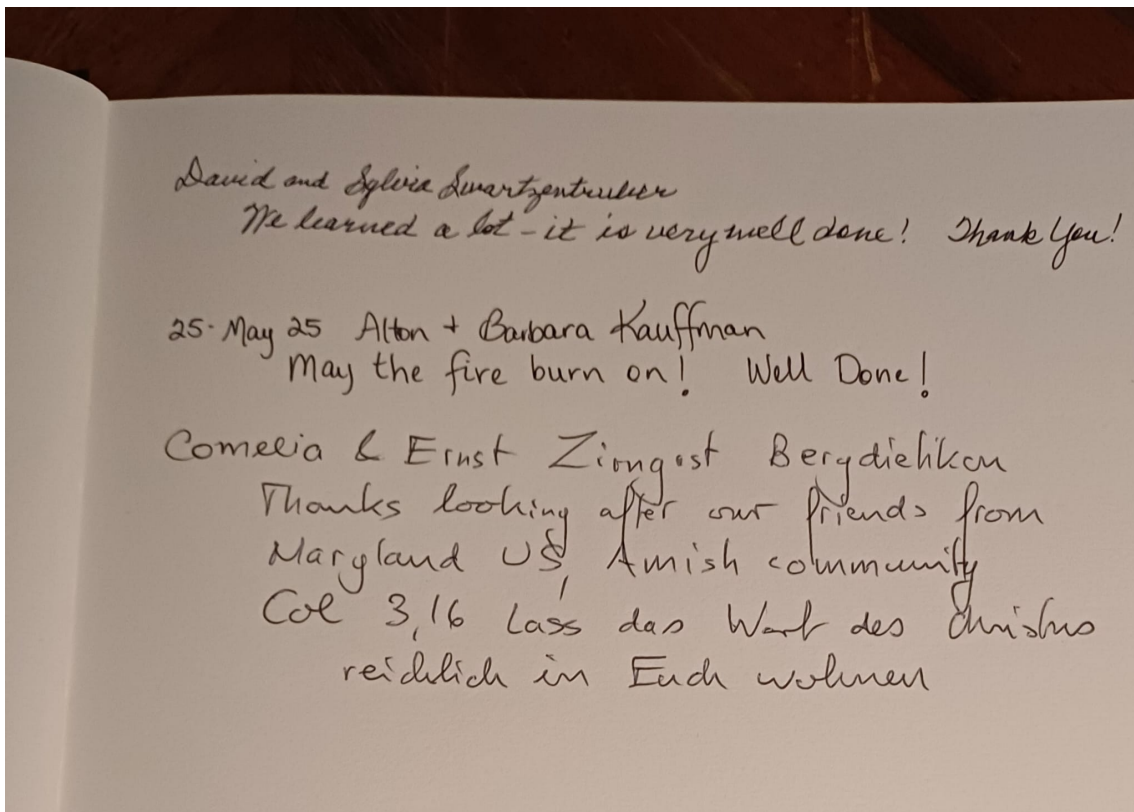 David and Sylvia Swartzentruber
We learned a lot - it is very well done! Thank You!
25. May 25 Alton + Barbara Kauffman
May the fire burn on! Well Done!
Cornelia & Ernst Bergdietikon
Thanks looking after our friends from
Maryland US, Amish community
Col 3,16 Lass das Wort des Christus
reichlich in Euch wohnen